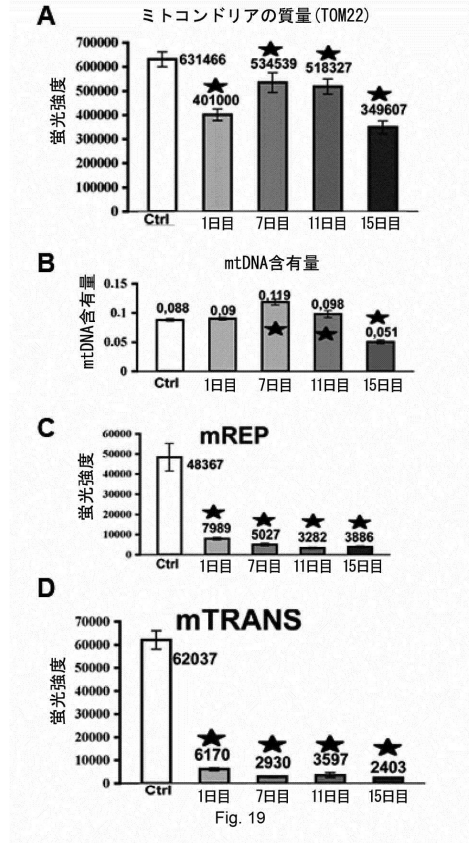 A
ミトコンドリアの質量(TOM22)
蛍光強度
700000
600000
500000
400000
300000
200000
100000
0
631466
401000
534539
518327
349607
Ctrl
1日目
7日目
11日目
15日目
B
mtDNA含有量
mtDNA含有量
0.15
0.1
0.05
0
0,088
0,09
0,119
0,098
0,051
Ctrl
1日目
7日目
11日目
15日目
C
mREP
蛍光強度
60000
50000
40000
30000
20000
10000
0
48367
7989
5027
3282
3886
Ctrl
1日目
7日目
11日目
15日目
D
mTRANS
蛍光強度
70000
60000
50000
40000
30000
20000
10000
0
62037
6170
2930
3597
2403
Ctrl
1日目
7日目
11日目
15日目
Fig. 19